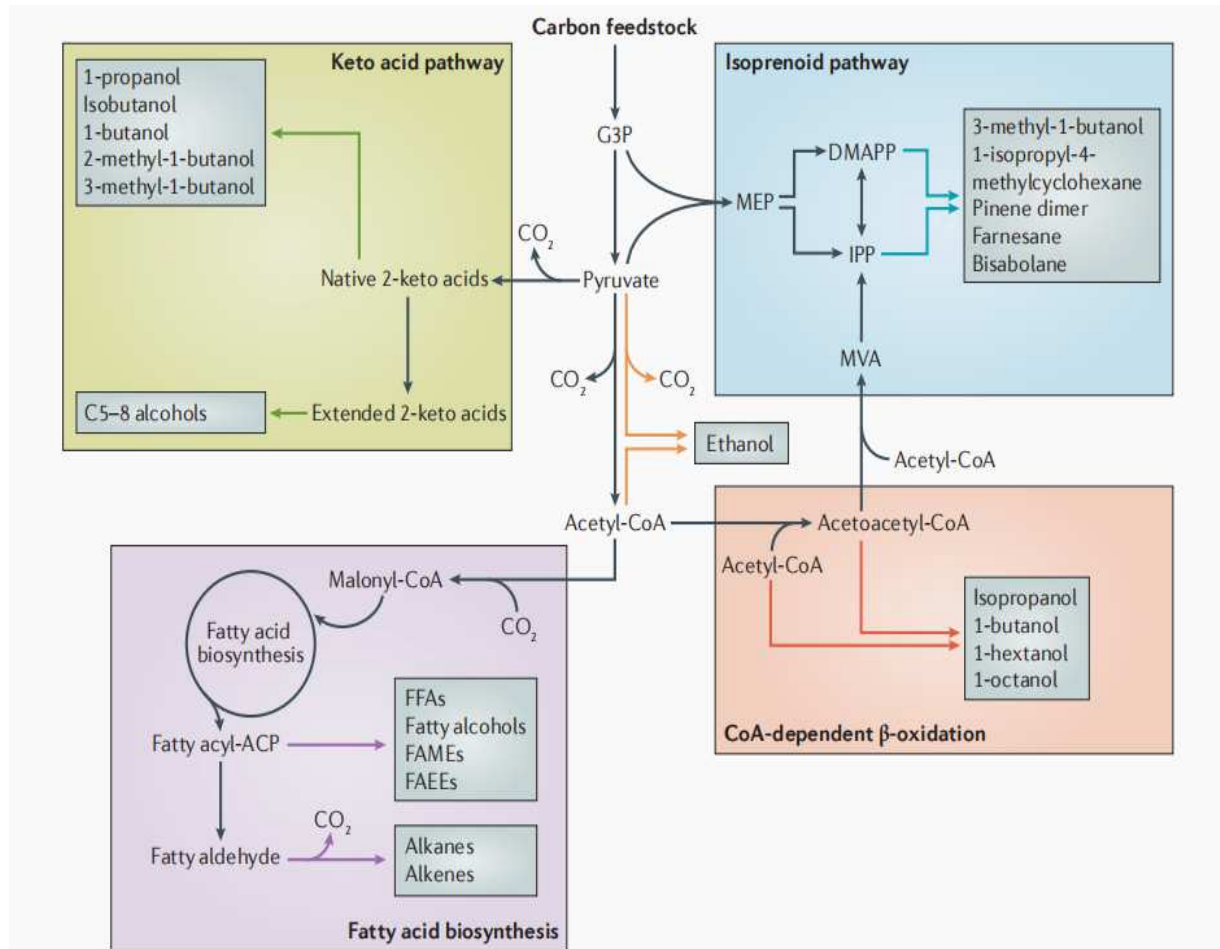 Carbon feedstock
Keto acid pathway
1-propanol
Isobutanol
1-butanol
2-methyl-1-butanol
3-methyl-1-butanol
Native 2-keto acids
C5–8 alcohols
Extended 2-keto acids
G3P
CO₂
Pyruvate
CO₂
CO₂
Ethanol
Acetyl-CoA
Isoprenoid pathway
MEP
DMAPP
IPP
MVA
3-methyl-1-butanol
1-isopropyl-4-
methylcyclohexane
Pinene dimer
Farnesane
Bisabolane
Acetyl-CoA
Acetoacetyl-CoA
Acetyl-CoA
Isopropanol
1-butanol
1-hextanol
1-octanol
CoA-dependent β-oxidation
Malonyl-CoA
CO₂
Fatty acid
biosynthesis
Fatty acyl-ACP
FFAs
Fatty alcohols
FAMEs
FAEEs
CO₂
Fatty aldehyde
Alkanes
Alkenes
Fatty acid biosynthesis